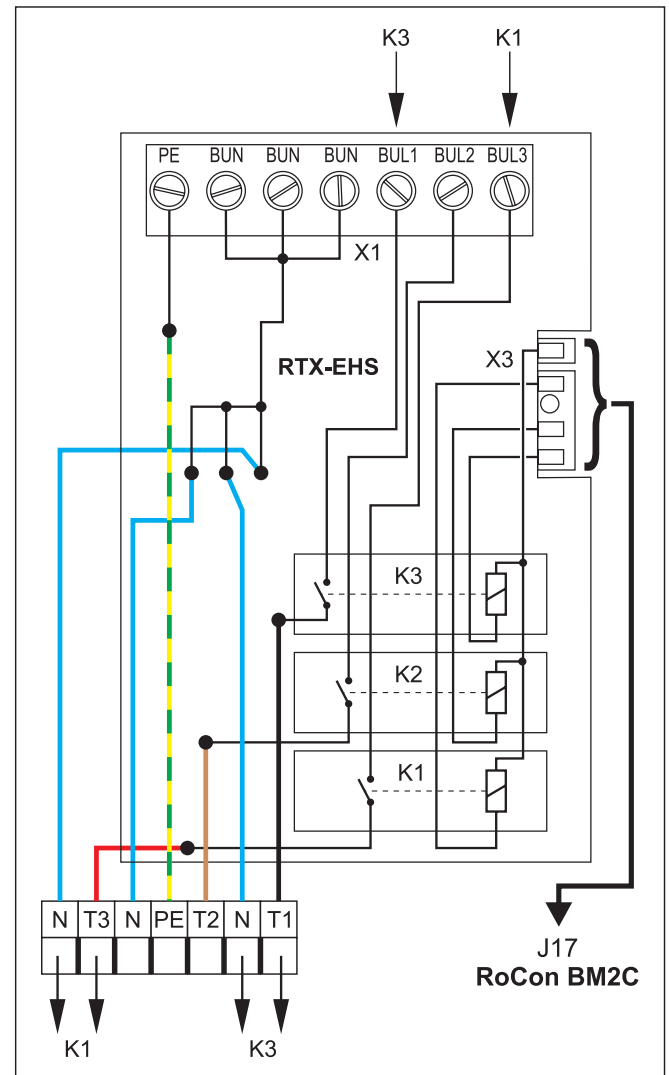 K3 K1
PE BUN BUN BUN BUL1 BUL2 BUL3
X1
RTX-EHS
X3
K3
K2
K1
N T3 N PE T2 N T1
J17
RoCon BM2C
K1 K3